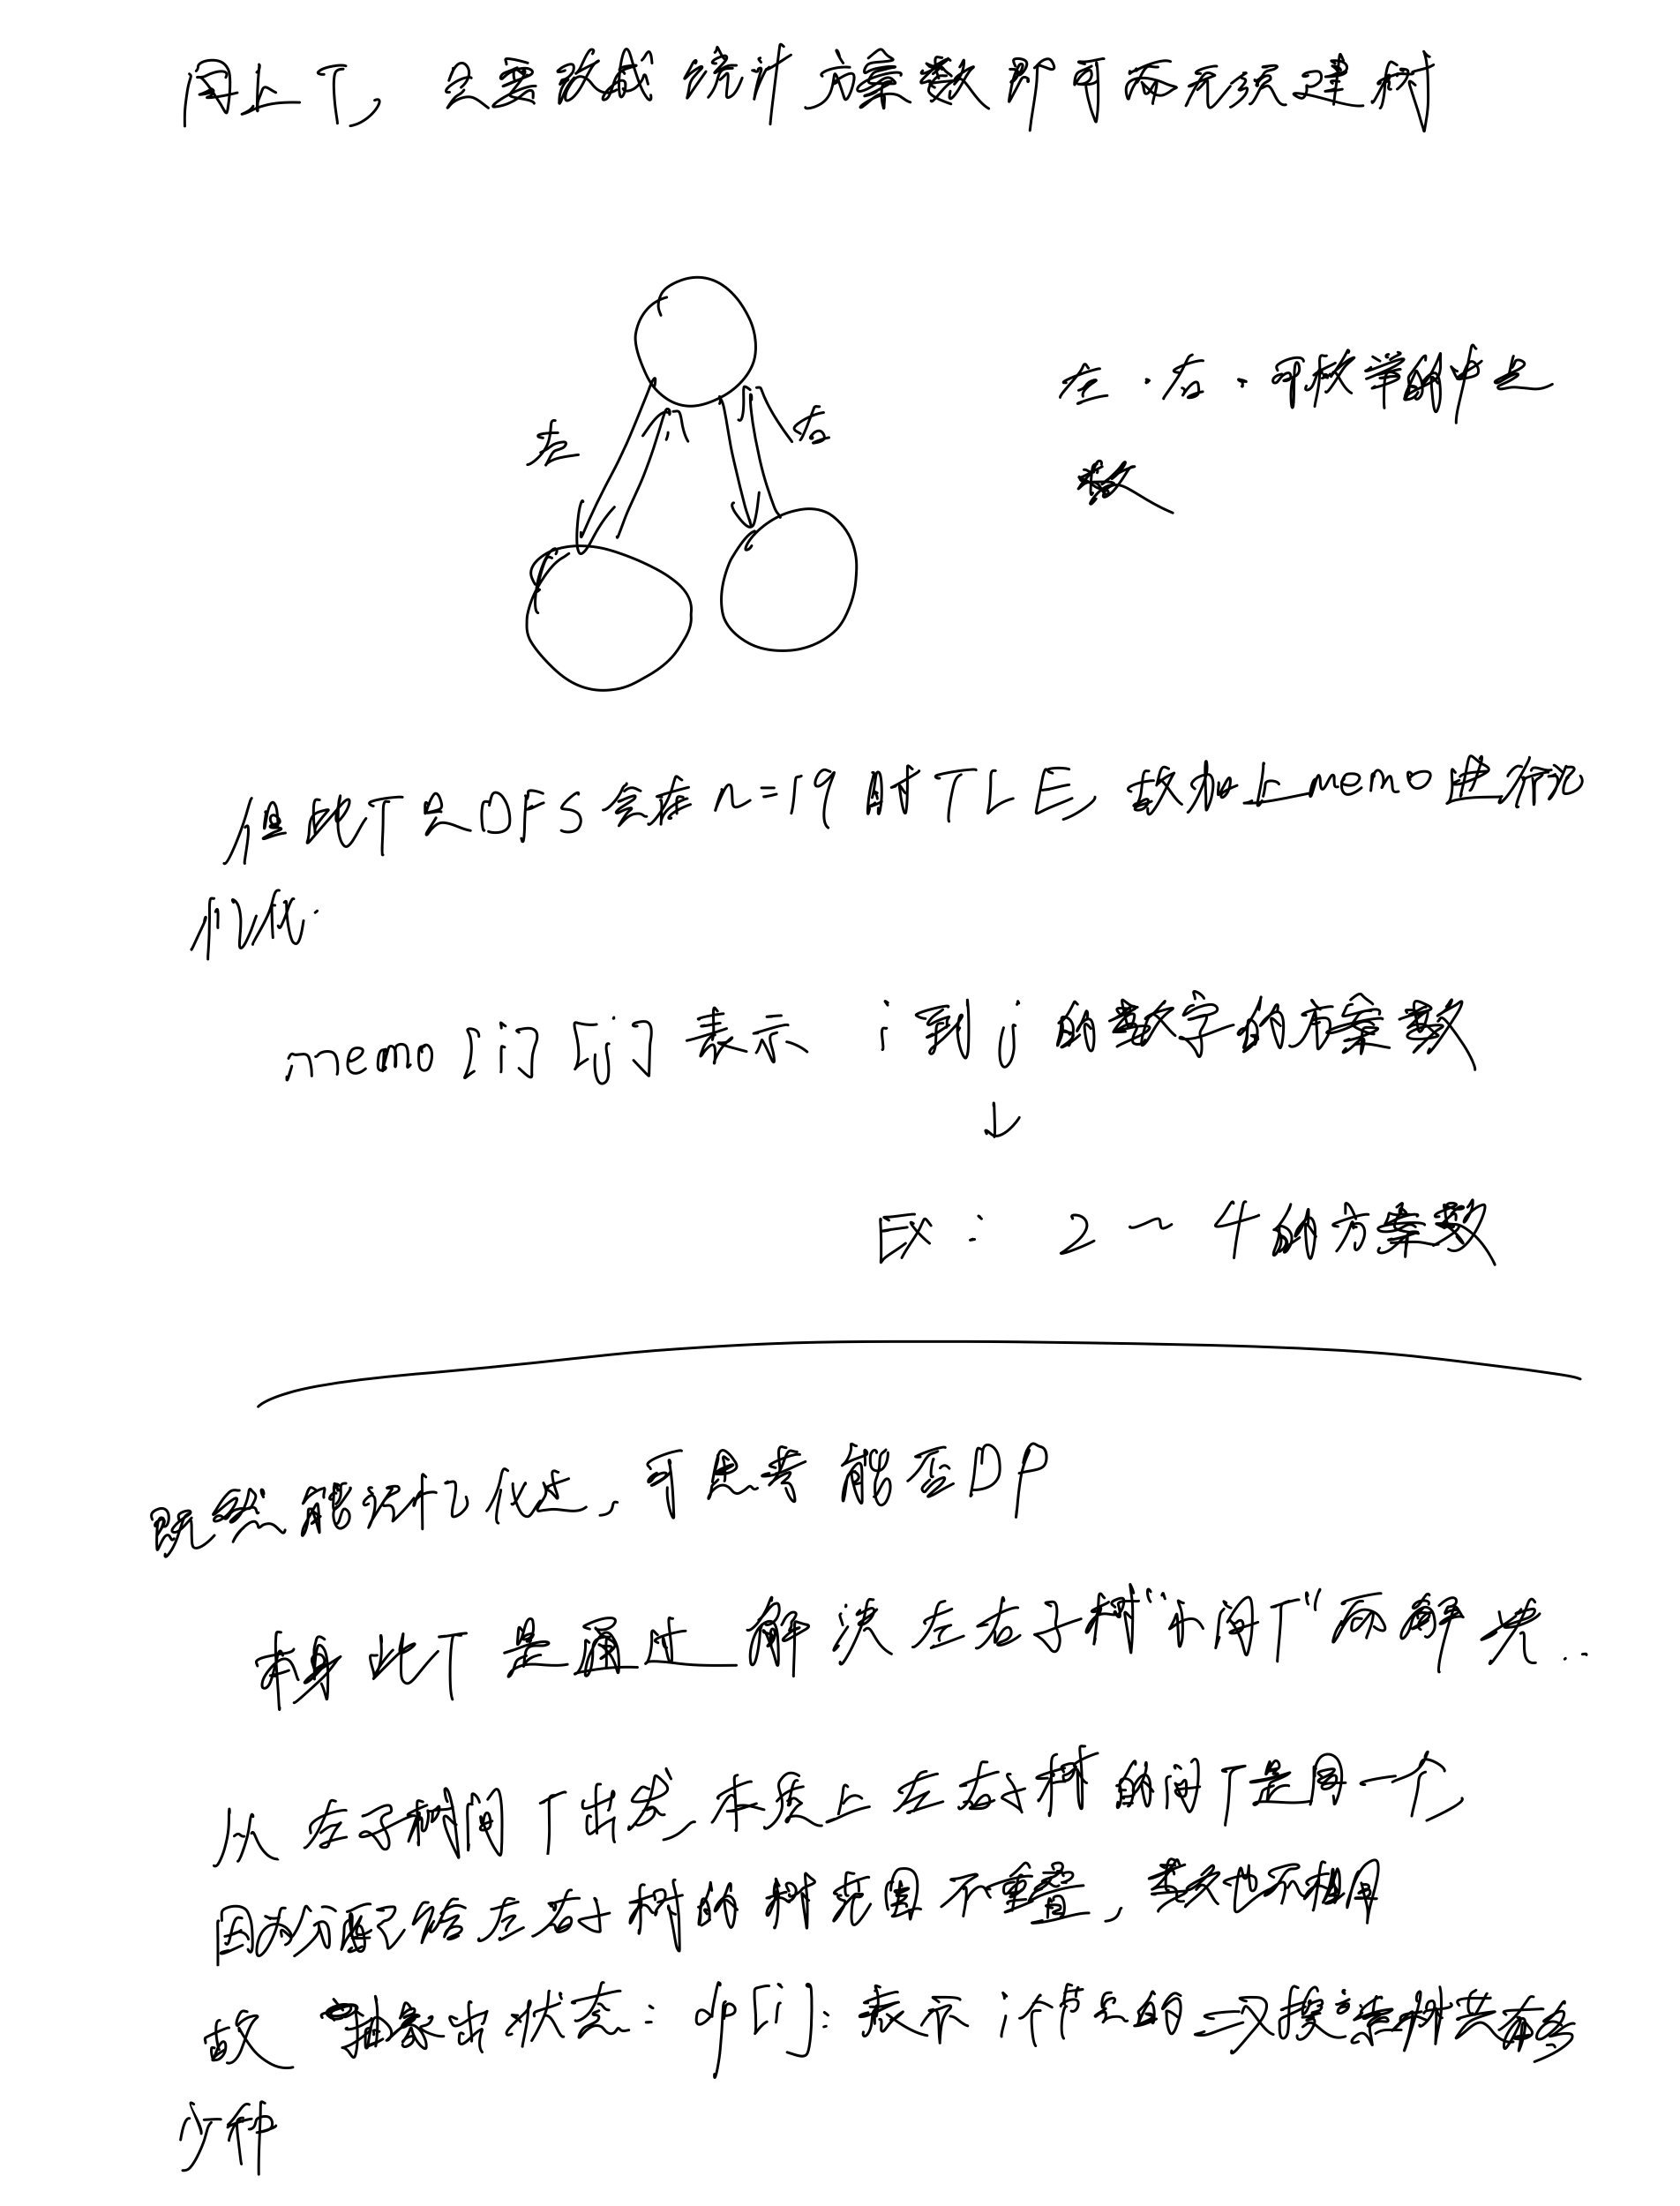 同上T，只要改成统计方案数即可而无须建树
左·右·可枚举的中点
数
左
右
但此T只DFS会在n=19时TLE，故加上memo进行记
忆优.
memo[i][j]表示 i到j的数字的方案数
↓
EX： 2～4的方案数
既然能记忆化过，可思考能否DP
本身此T是通过解决左右子树"小问T"而解决..
从左子树问T出发，本质上左右子树的问T是同一个，
因为分配给左右子树的树范围不重叠，类也不相同
故 抽象出状态：dp[i]：表示i个节点的二叉搜索树共有多
少种